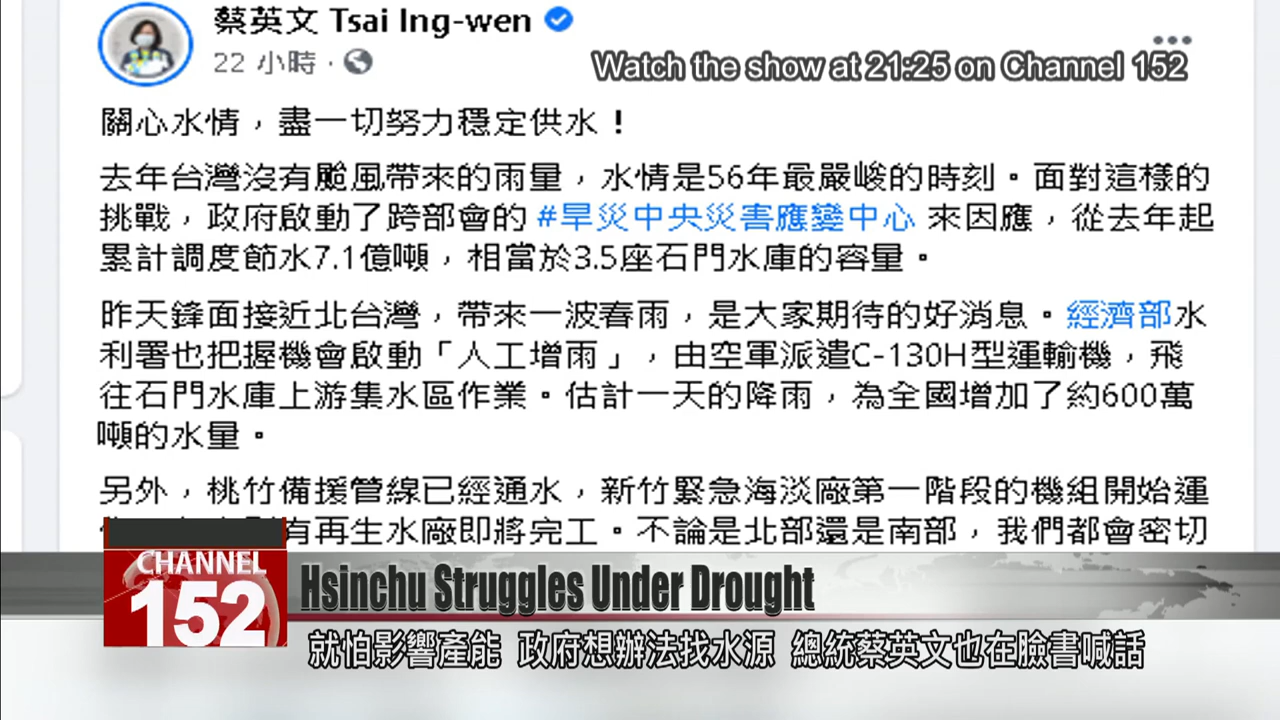 蔡英文 Tsai Ing-wen
22 小時
Watch the show at 21:25 on Channel 152
關心水情，盡一切努力穩定供水！
去年台灣沒有颱風帶來的雨量，水情是56年最嚴峻的時刻。面對這樣的
挑戰，政府啟動了跨部會的 #旱災中央災害應變中心 來因應，從去年起
累計調度節水7.1億噸，相當於3.5座石門水庫的容量。
昨天鋒面接近北台灣，帶來一波春雨，是大家期待的好消息。經濟部水
利署也把握機會啟動「人工增雨」，由空軍派遣C-130H型運輸機，飛
往石門水庫上游集水區作業。估計一天的降雨，為全國增加了約600萬
噸的水量。
另外，桃竹備援管線已經通水，新竹緊急海淡廠第一階段的機組開始運
有再生水廠即將完工。不論是北部還是南部，我們都會密切
CHANNEL
152
Hsinchu Struggles Under Drought
就怕影響產能 政府想辦法找水源 總統蔡英文也在臉書喊話